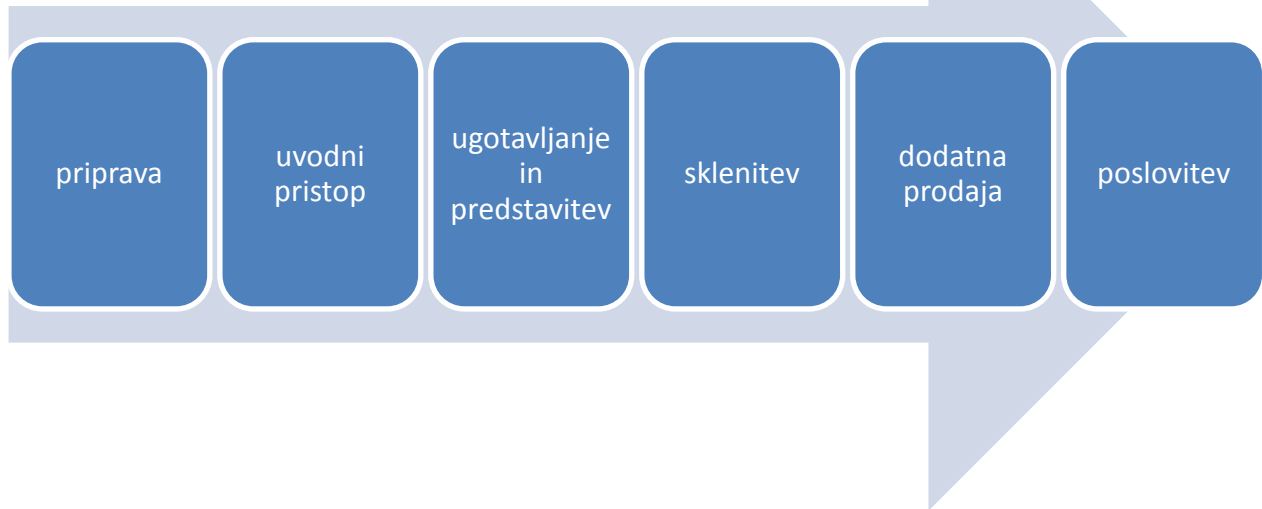 priprava
uvodni
pristop
ugotavljanje
in
predstavitev
sklenitev
dodatna
prodaja
poslovitev